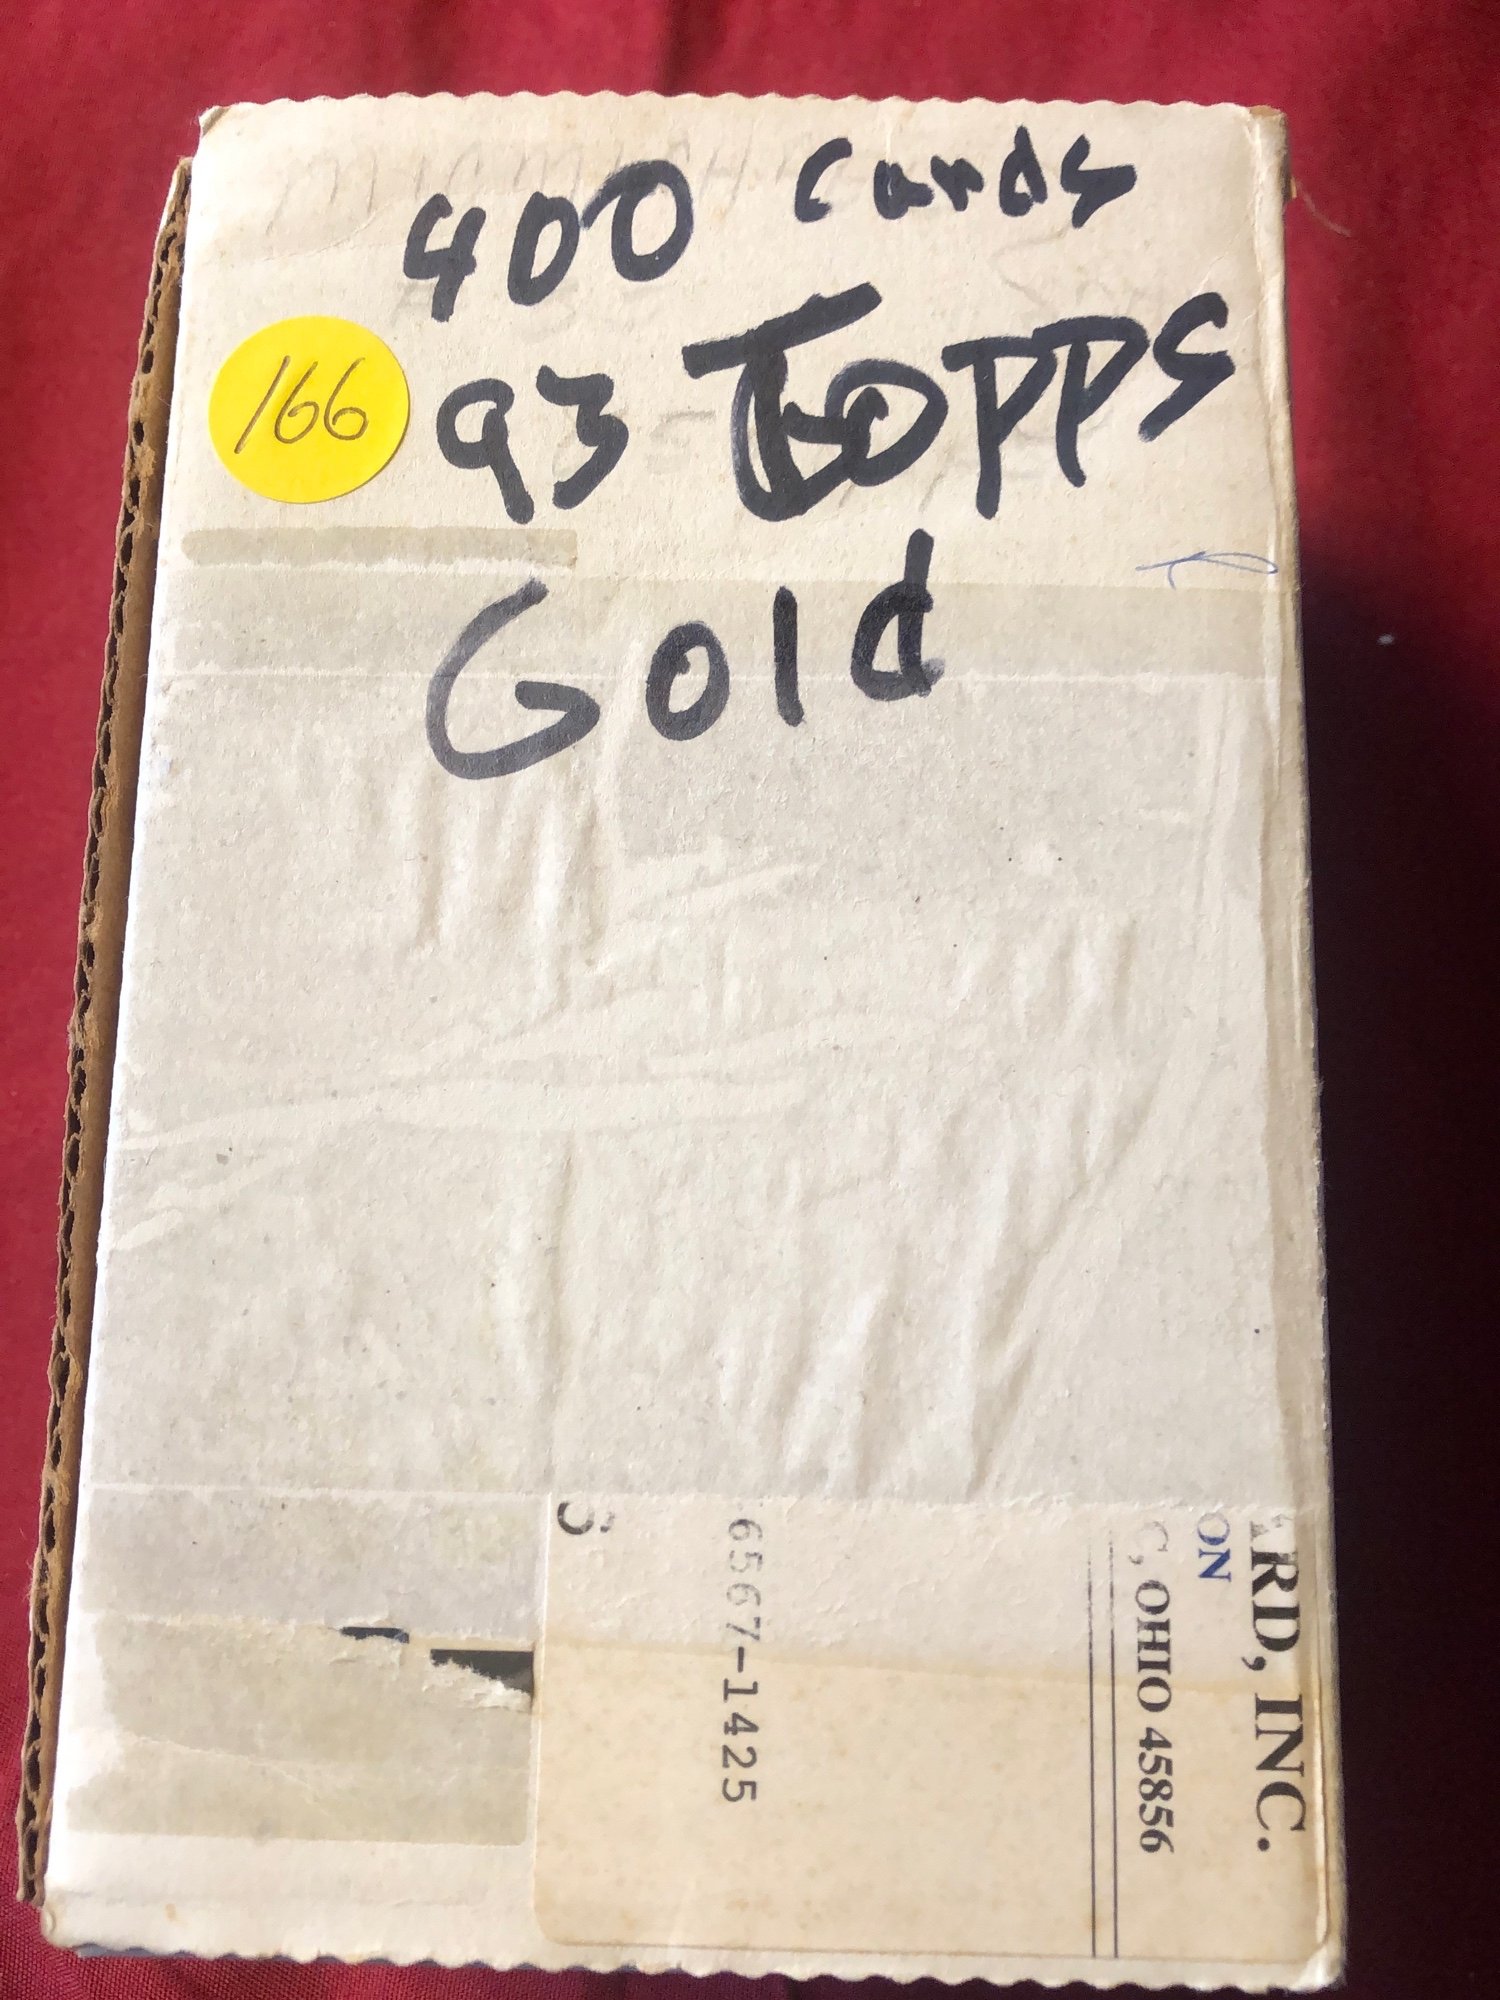 400 cards
166
93 TOPPS
Gold
RD, INC.
ON
C, OHIO 45856
6567-1425
S